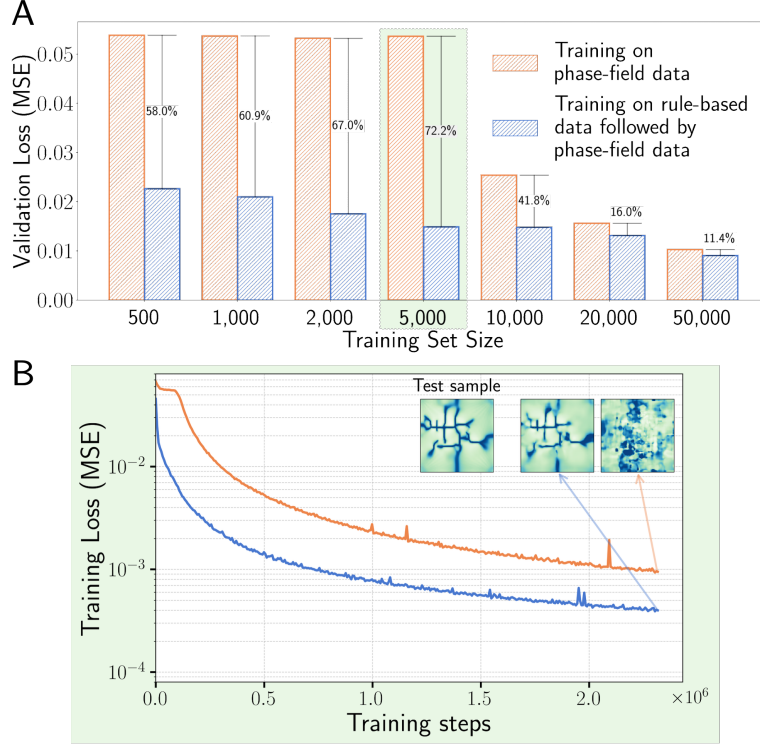 A
Validation Loss (MSE)
0.05
0.04
0.03
0.02
0.01
0.00
58.0%
60.9%
67.0%
72.2%
41.8%
16.0%
11.4%
Training on
phase-field data
Training on rule-based
data followed by
phase-field data
500 1,000 2,000 5,000 10,000 20,000 50,000
Training Set Size
B
Training Loss (MSE)
10⁻²
10⁻³
10⁻⁴
Test sample
0.0 0.5 1.0 1.5 2.0 ×10⁶
Training steps